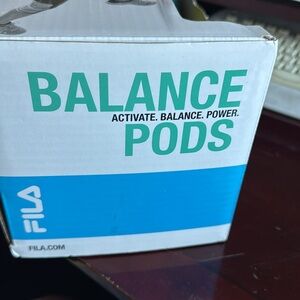 BALANCE
ACTIVATE. BALANCE. POWER.
PODS
FILA
FILA.COM